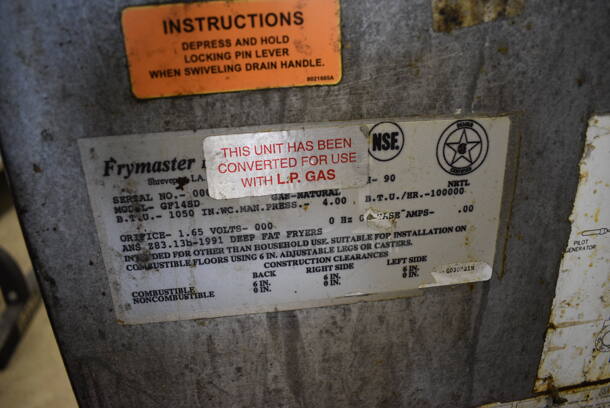 INSTRUCTIONS
DEPRESS AND HOLD
LOCKING PIN LEVER
WHEN SWIVELING DRAIN HANDLE.
8021685A
Frymaster
Shreveport, LA.
THIS UNIT HAS BEEN
CONVERTED FOR USE
WITH L.P. GAS
NSF
NRTL
SERIAL NO.- GAS-NATURAL 90
MODEL- GF14SD PRESS.- 4.00 B.T.U./HR-100000
B.T.U.- 1050 IN.WC.MAN. AMPS- .00
ORIFICE- 1.65 VOLTS- 000 0 Hz
ANS Z83.13b-1991 DEEP FAT FRYERS
INTENDED FOR OTHER THAN HOUSEHOLD USE. SUITABLE FOR INSTALLATION ON
COMBUSTIBLE FLOORS USING 6 IN. ADJUSTABLE LEGS OR CASTERS.
CONSTRUCTION CLEARANCES
BACK RIGHT SIDE LEFT SIDE
COMBUSTIBLE 6 IN. 6 IN. 6 IN.
NONCOMBUSTIBLE 0 IN. 0 IN. 0 IN.
PILOT
GENERATOR